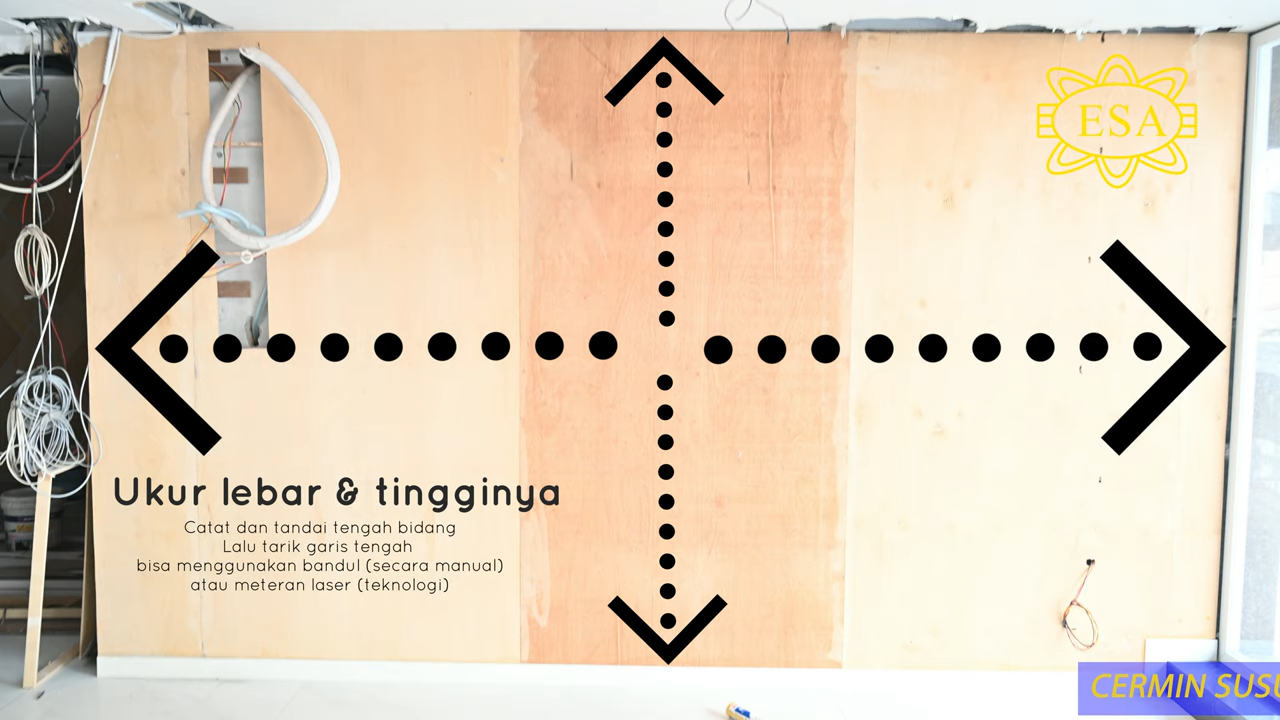 ESA
Ukur lebar & tingginya
Catat dan tandai tengah bidang
Lalu tarik garis tengah
bisa menggunakan bandul (secara manual)
atau meteran laser (teknologi)
CERMIN